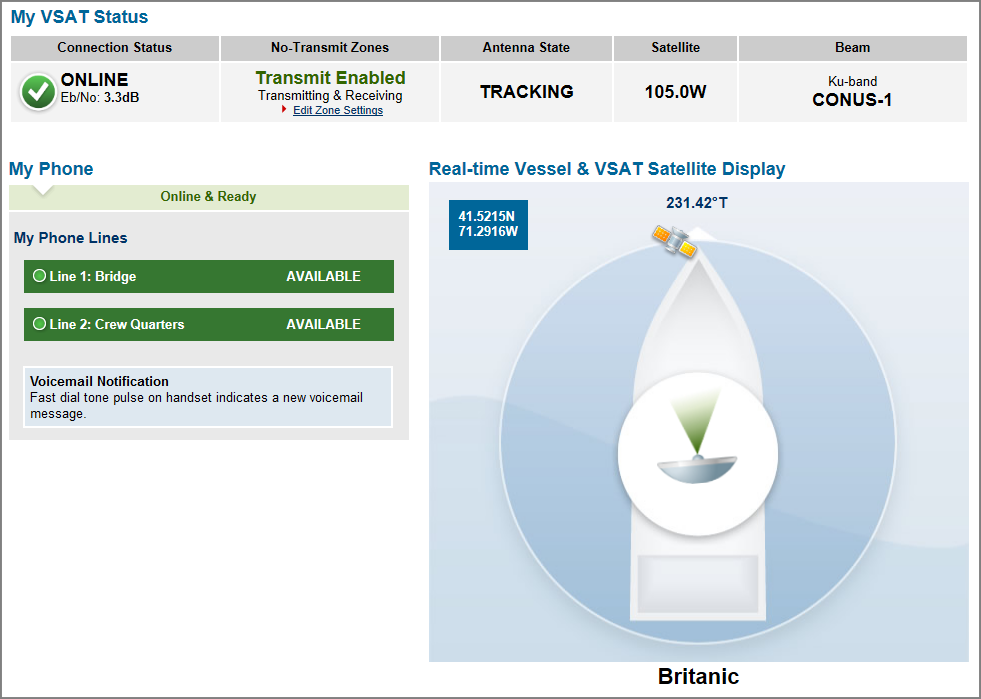 My VSAT Status
Connection Status No-Transmit Zones Antenna State Satellite Beam
ONLINE
Eb/No: 3.3dB
Transmit Enabled
Transmitting & Receiving
Edit Zone Settings
TRACKING
105.0W
Ku-band
CONUS-1
My Phone
Online & Ready
My Phone Lines
Line 1: Bridge AVAILABLE
Line 2: Crew Quarters AVAILABLE
Voicemail Notification
Fast dial tone pulse on handset indicates a new voicemail
message.
Real-time Vessel & VSAT Satellite Display
231.42°T
41.5215N
71.2916W
Britanic